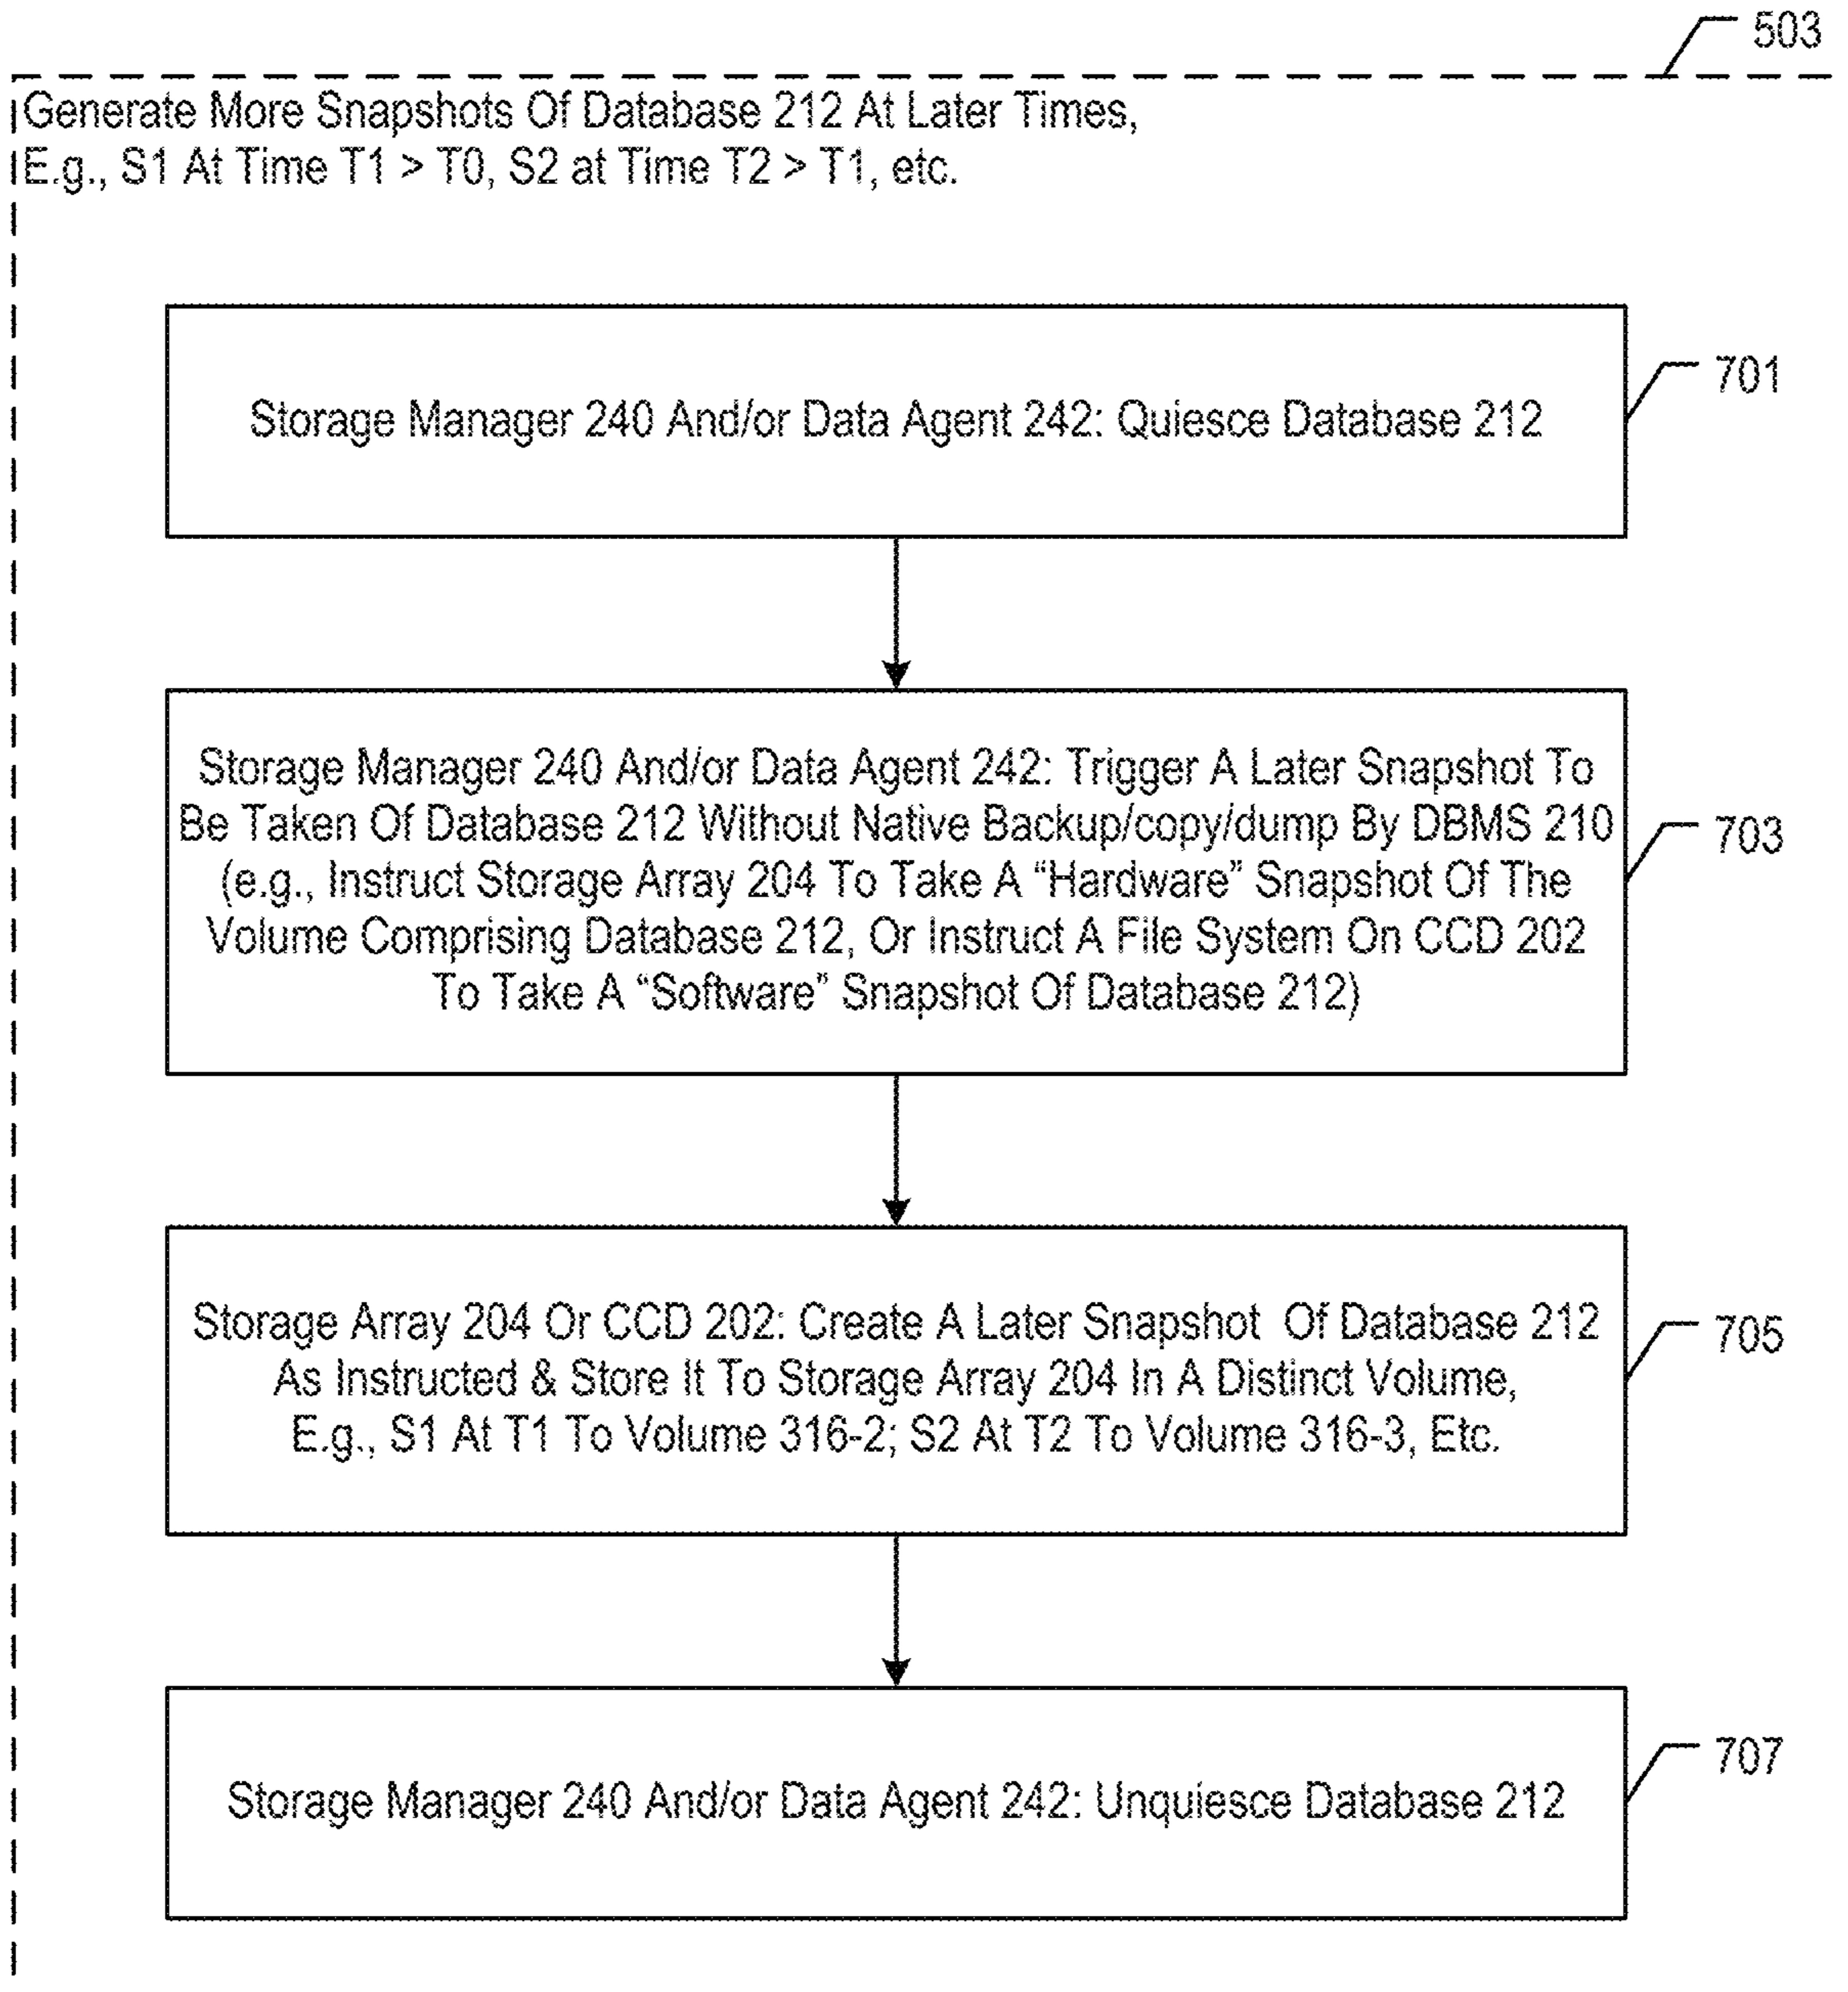 503
Generate More Snapshots Of Database 212 At Later Times,
E.g., S1 At Time T1 > T0, S2 at Time T2 > T1, etc.
Storage Manager 240 And/or Data Agent 242: Quiesce Database 212
701
Storage Manager 240 And/or Data Agent 242: Trigger A Later Snapshot To
Be Taken Of Database 212 Without Native Backup/copy/dump By DBMS 210
(e.g., Instruct Storage Array 204 To Take A “Hardware” Snapshot Of The
Volume Comprising Database 212, Or Instruct A File System On CCD 202
To Take A “Software” Snapshot Of Database 212)
703
Storage Array 204 Or CCD 202: Create A Later Snapshot Of Database 212
As Instructed & Store It To Storage Array 204 In A Distinct Volume,
E.g., S1 At T1 To Volume 316-2; S2 At T2 To Volume 316-3, Etc.
705
Storage Manager 240 And/or Data Agent 242: Unquiesce Database 212
707